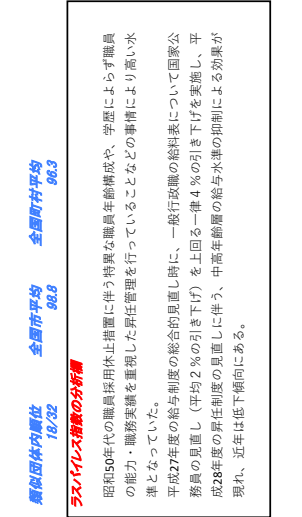 類似団体内順位
18/32
全国市平均
98.8
全国町村平均
96.3
ラスパイレス指数の分析欄
昭和50年代の職員採用休止措置に伴う特異な職員年齢構成や、学歴によらず職員
の能力・職務実績を重視した昇任管理を行っていることなどの事情により高い水
準となっていた。
平成27年度の給与制度の総合的見直し時に、一般行政職の給料表について国家公
務員の見直し（平均２％の引き下げ）を上回る一律４％の引き下げを実施し、平
成28年度の昇任制度の見直しに伴う、中高年齢層の給与水準の抑制による効果が
現れ、近年は低下傾向にある。